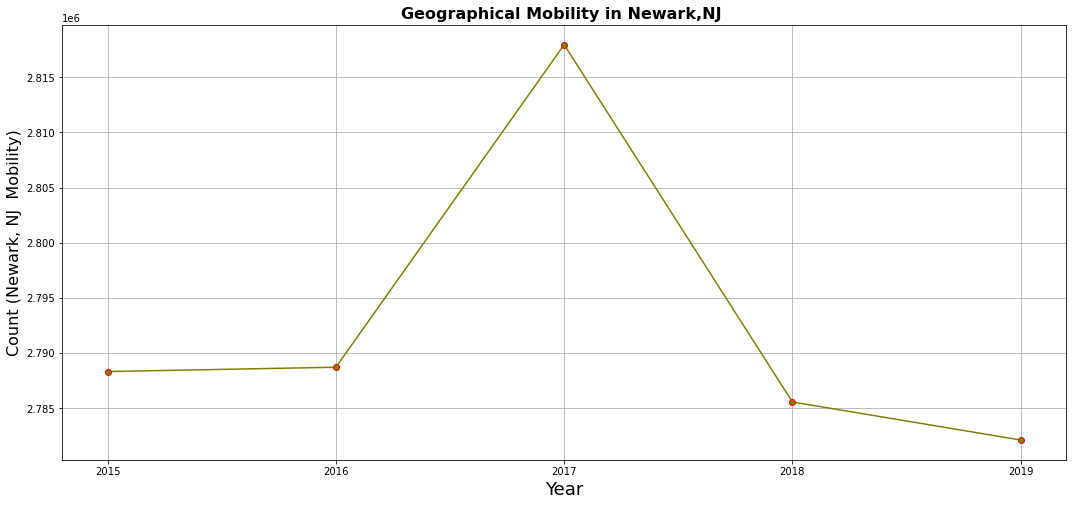 Geographical Mobility in Newark,NJ
1e6
2.815
2.810
2.805
2.800
2.795
2.790
2.785
Count (Newark, NJ  Mobility)
2015 2016 2017 2018 2019
Year